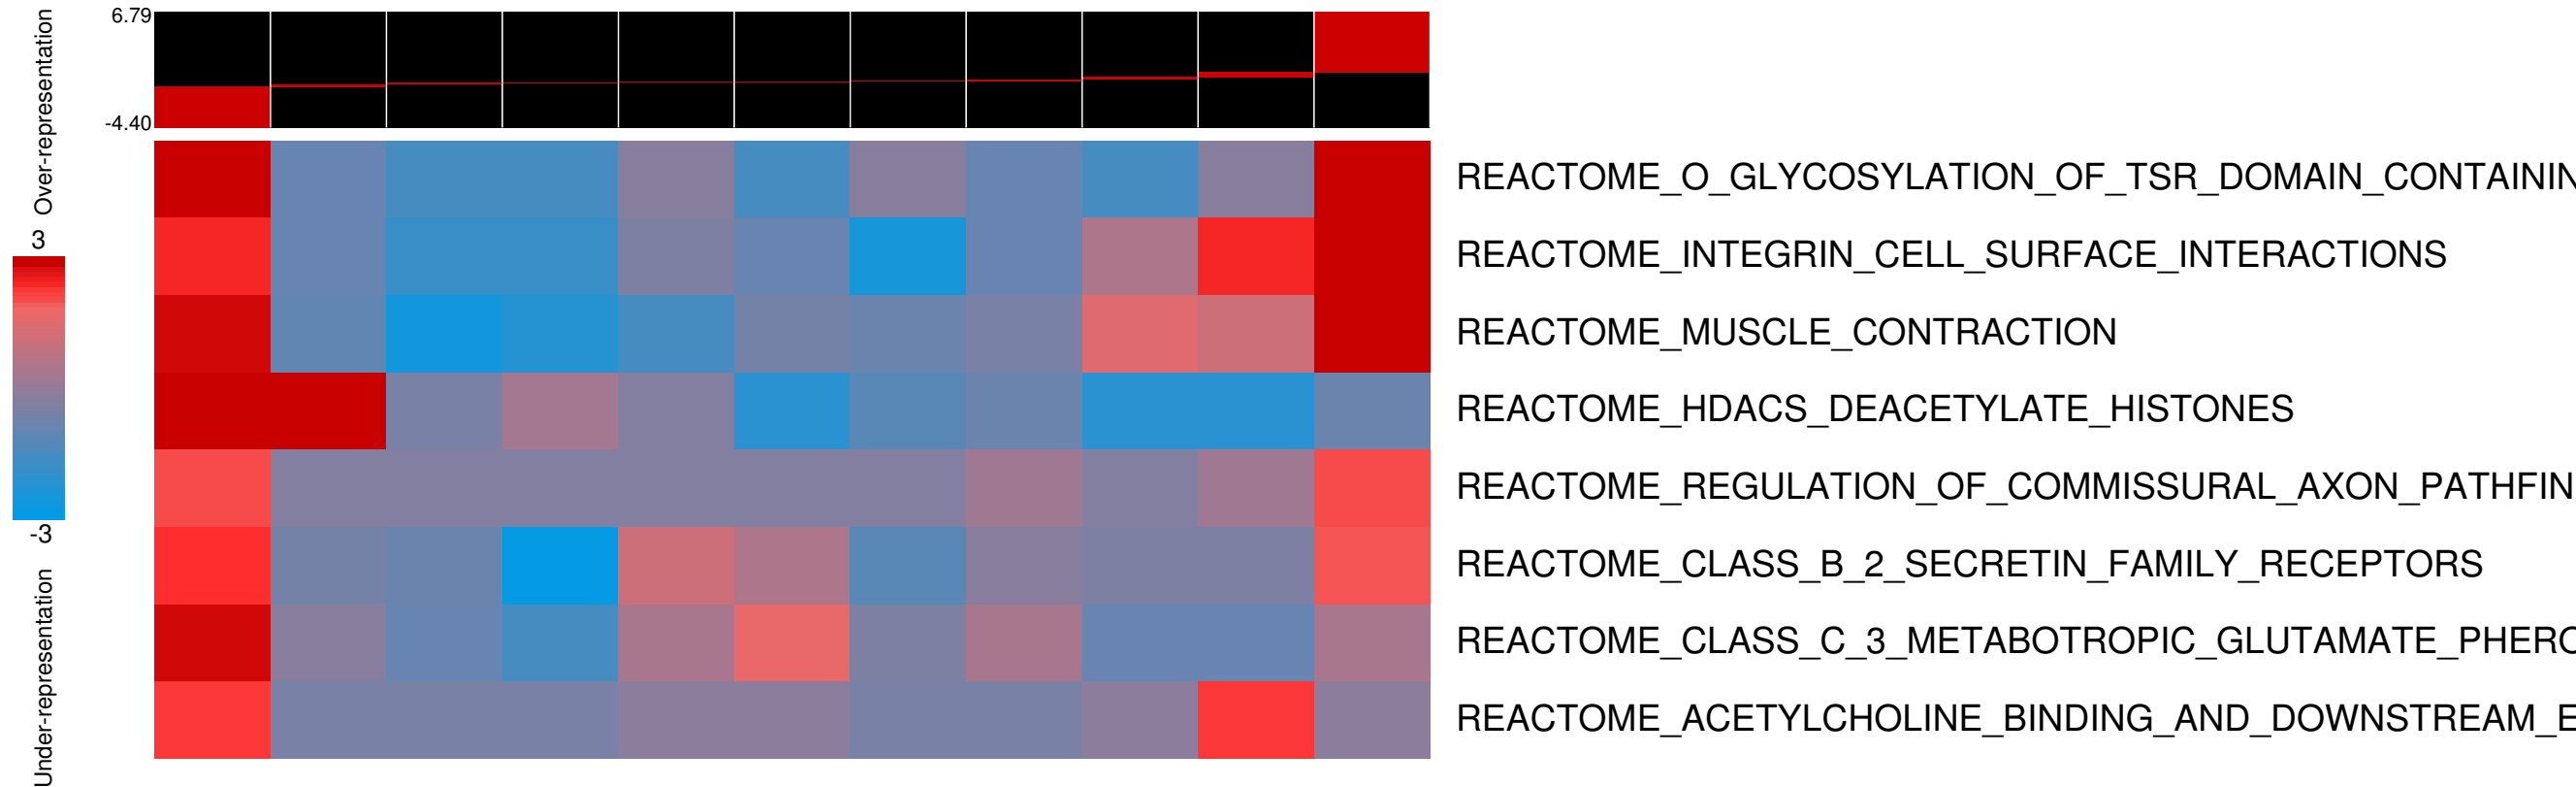 6.79
-4.40
Over-representation
3
-3
Under-representation
REACTOME_O_GLYCOSYLATION_OF_TSR_DOMAIN_CONTAININ
REACTOME_INTEGRIN_CELL_SURFACE_INTERACTIONS
REACTOME_MUSCLE_CONTRACTION
REACTOME_HDACS_DEACETYLATE_HISTONES
REACTOME_REGULATION_OF_COMMISSURAL_AXON_PATHFIN
REACTOME_CLASS_B_2_SECRETIN_FAMILY_RECEPTORS
REACTOME_CLASS_C_3_METABOTROPIC_GLUTAMATE_PHERO
REACTOME_ACETYLCHOLINE_BINDING_AND_DOWNSTREAM_E